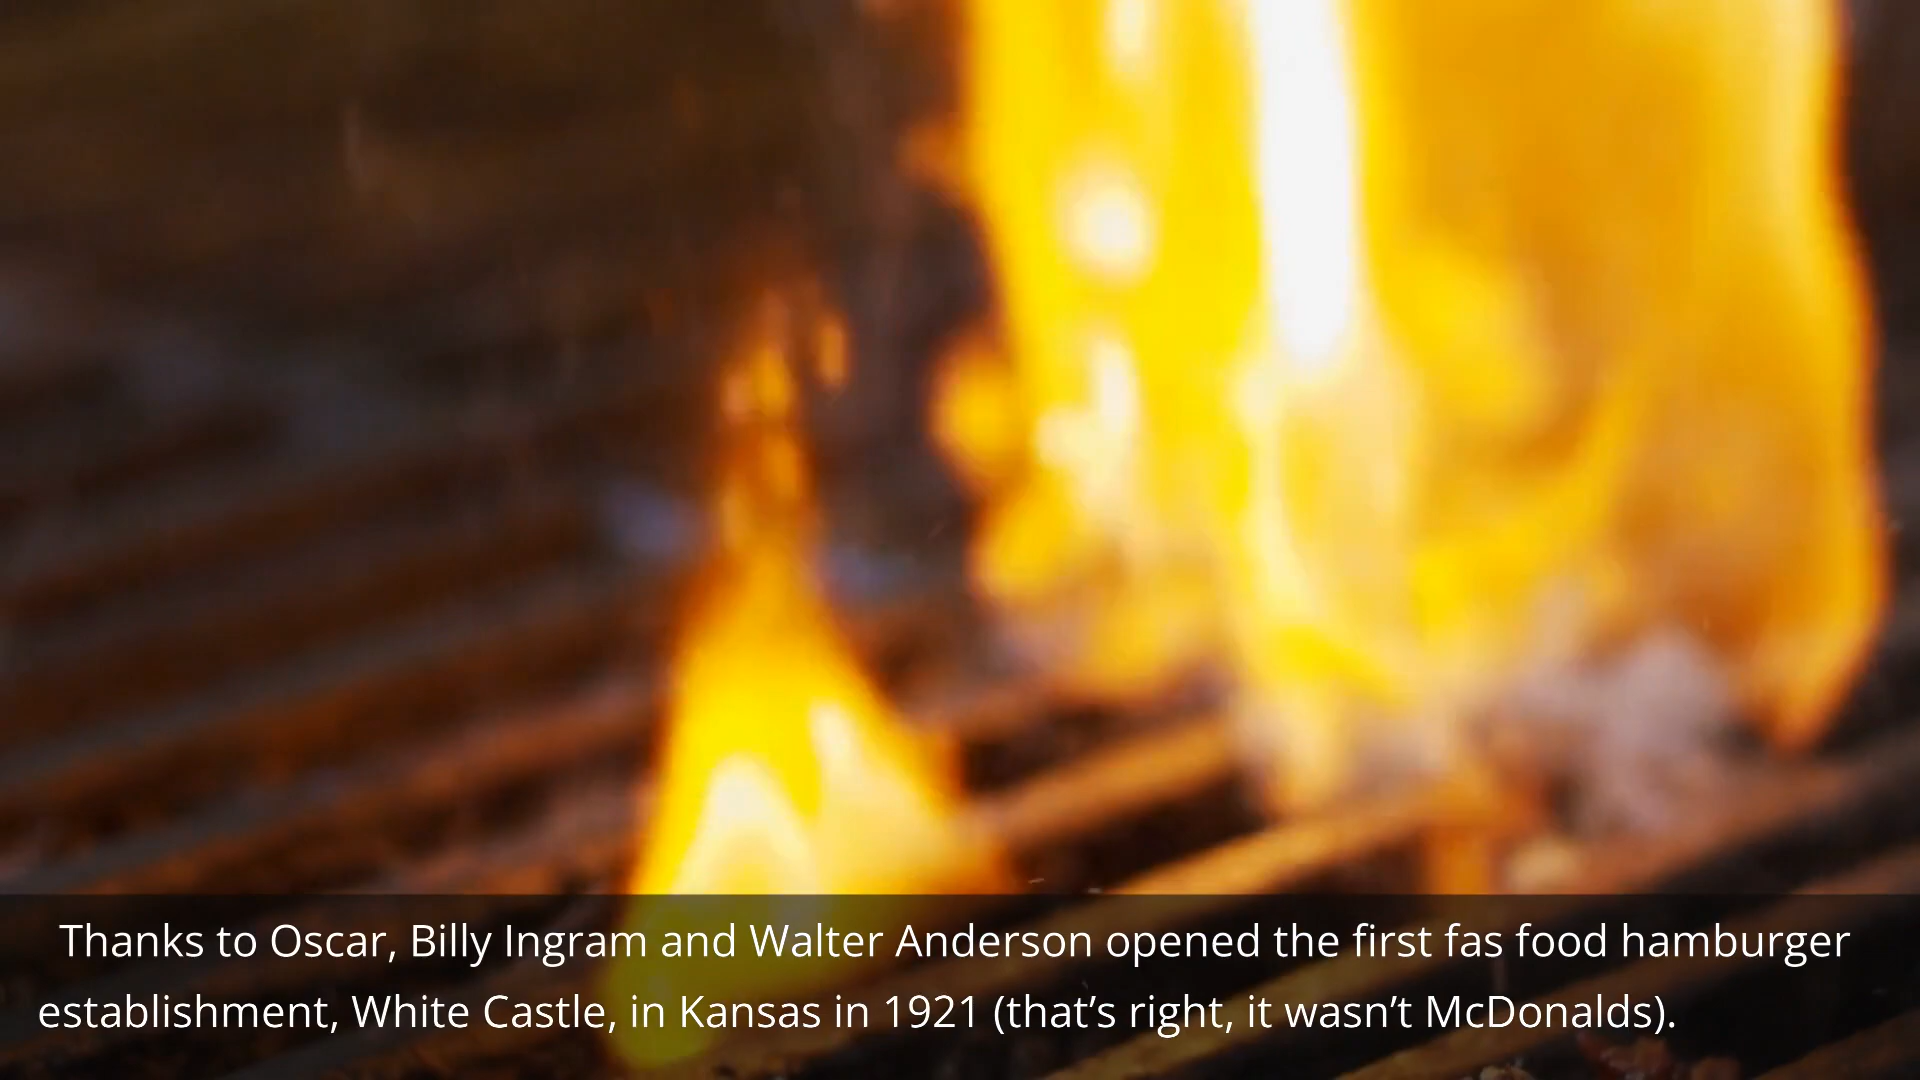 Thanks to Oscar, Billy Ingram and Walter Anderson opened the first fas food hamburger
establishment, White Castle, in Kansas in 1921 (that’s right, it wasn’t McDonalds).